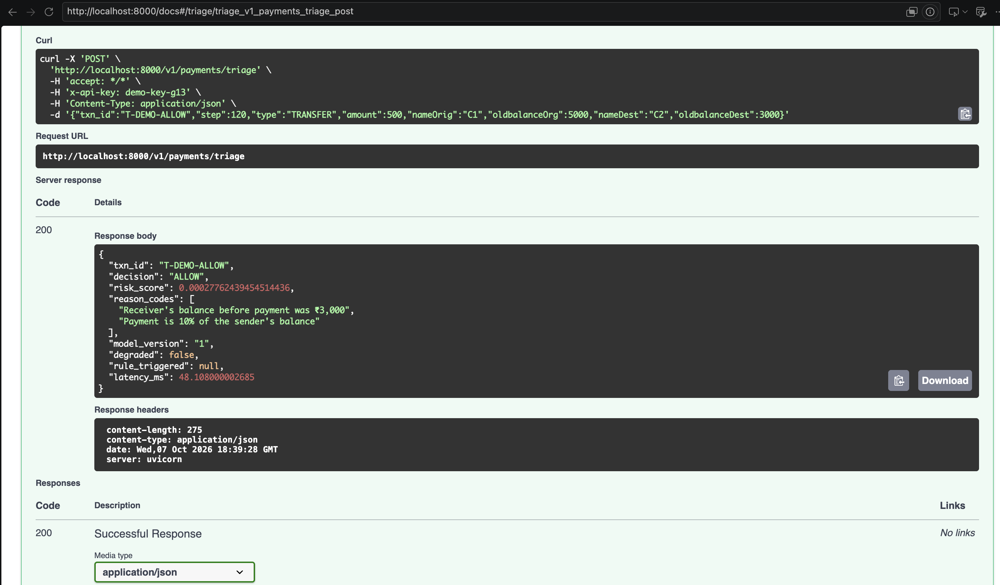 http://localhost:8000/docs#/triage/triage_v1_payments_triage_post
Curl
curl -X 'POST' \
  'http://localhost:8000/v1/payments/triage' \
  -H 'accept: */*' \
  -H 'x-api-key: demo-key-g13' \
  -H 'Content-Type: application/json' \
  -d '{"txn_id":"T-DEMO-ALLOW","step":120,"type":"TRANSFER","amount":500,"nameOrig":"C1","oldbalanceOrg":5000,"nameDest":"C2","oldbalanceDest":3000}'
Request URL
http://localhost:8000/v1/payments/triage
Server response
Code Details
200
Response body
{
  "txn_id": "T-DEMO-ALLOW",
  "decision": "ALLOW",
  "risk_score": 0.00027762439454514436,
  "reason_codes": [
    "Receiver's balance before payment was ₹3,000",
    "Payment is 10% of the sender's balance"
  ],
  "model_version": "1",
  "degraded": false,
  "rule_triggered": null,
  "latency_ms": 48.108000002685
}
Download
Response headers
content-length: 275
content-type: application/json
date: Wed,07 Oct 2026 18:39:28 GMT
server: uvicorn
Responses
Code Description Links
200 Successful Response No links
Media type
application/json